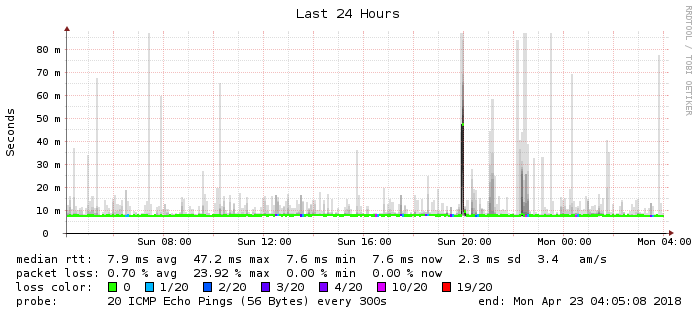 Last 24 Hours
RRDTOOL / TOBI OETIKER
Seconds
80 m
70 m
60 m
50 m
40 m
30 m
20 m
10 m
0
Sun 08:00 Sun 12:00 Sun 16:00 Sun 20:00 Mon 00:00 Mon 04:00
median rtt: 7.9 ms avg 47.2 ms max 7.6 ms min 7.6 ms now 2.3 ms sd 3.4 am/s
packet loss: 0.70 % avg 23.92 % max 0.00 % min 0.00 % now
loss color: 0 1/20 2/20 3/20 4/20 10/20 19/20
probe: 20 ICMP Echo Pings (56 Bytes) every 300s end: Mon Apr 23 04:05:08 2018